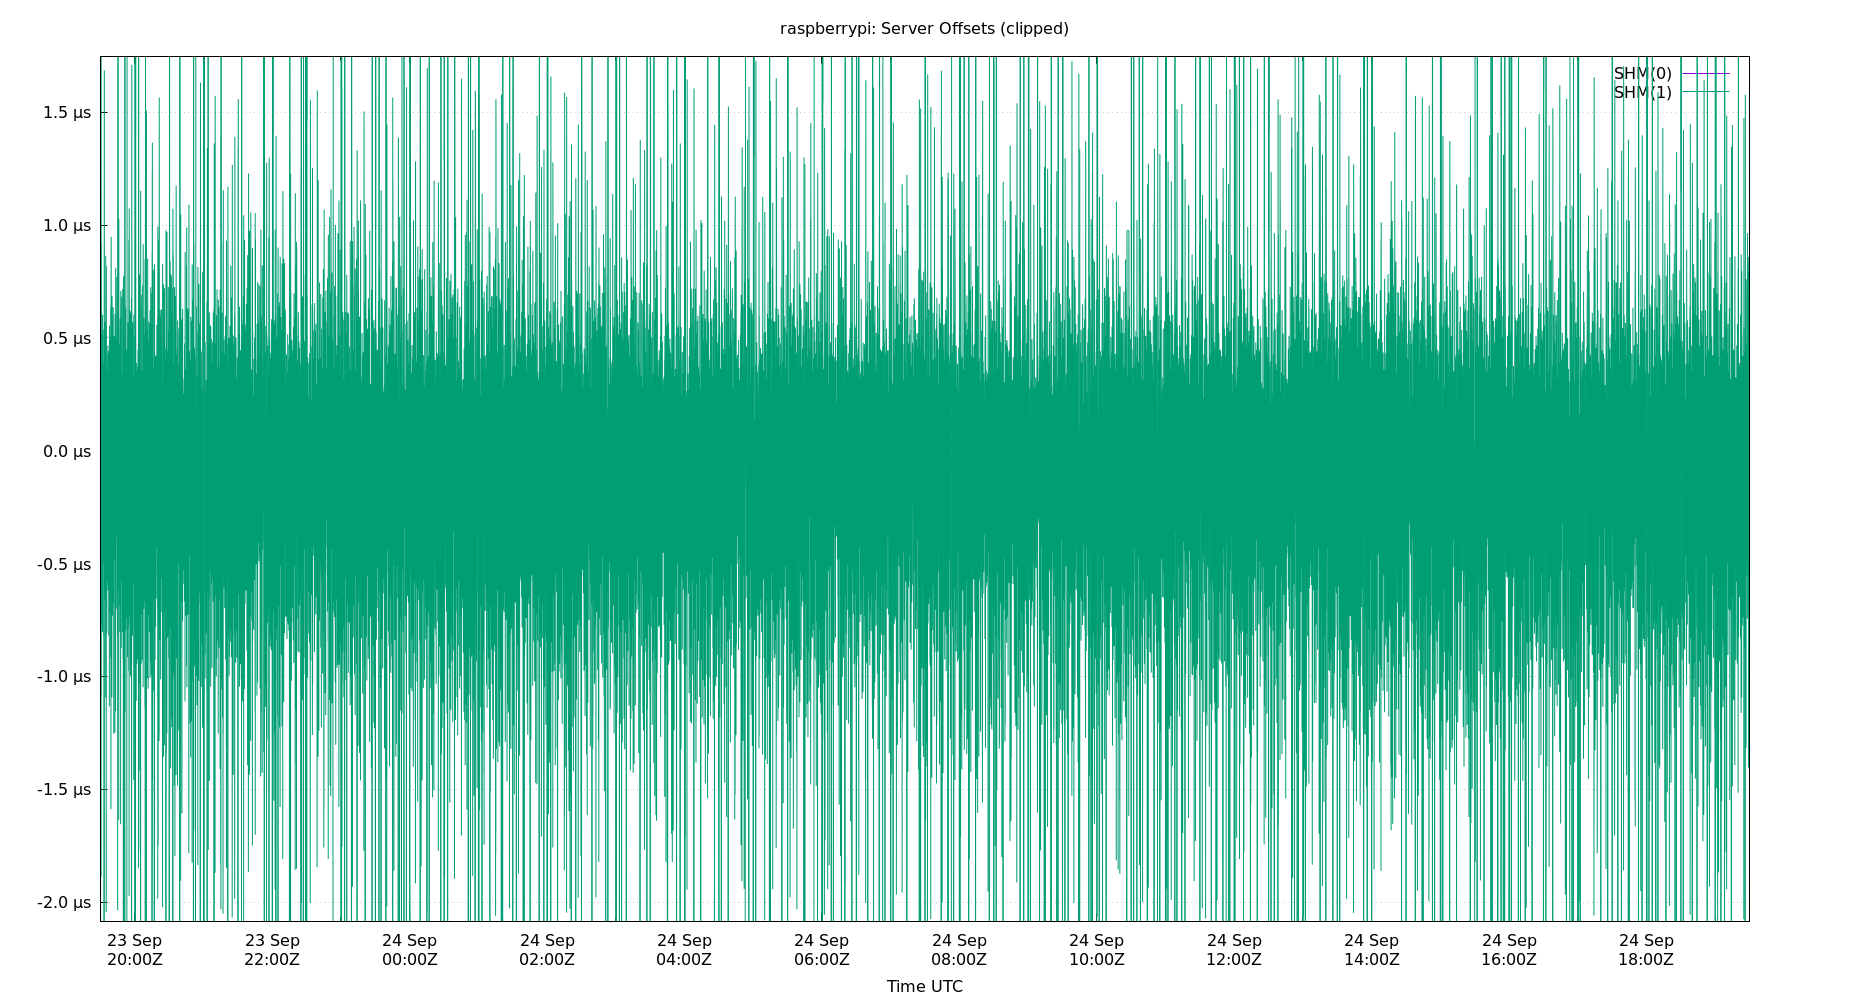 raspberrypi: Server Offsets (clipped)
SHM(0)
SHM(1)
1.5 µs
1.0 µs
0.5 µs
0.0 µs
-0.5 µs
-1.0 µs
-1.5 µs
-2.0 µs
23 Sep 23 Sep 24 Sep 24 Sep 24 Sep 24 Sep 24 Sep 24 Sep 24 Sep 24 Sep 24 Sep 24 Sep
20:00Z 22:00Z 00:00Z 02:00Z 04:00Z 06:00Z 08:00Z 10:00Z 12:00Z 14:00Z 16:00Z 18:00Z
Time UTC